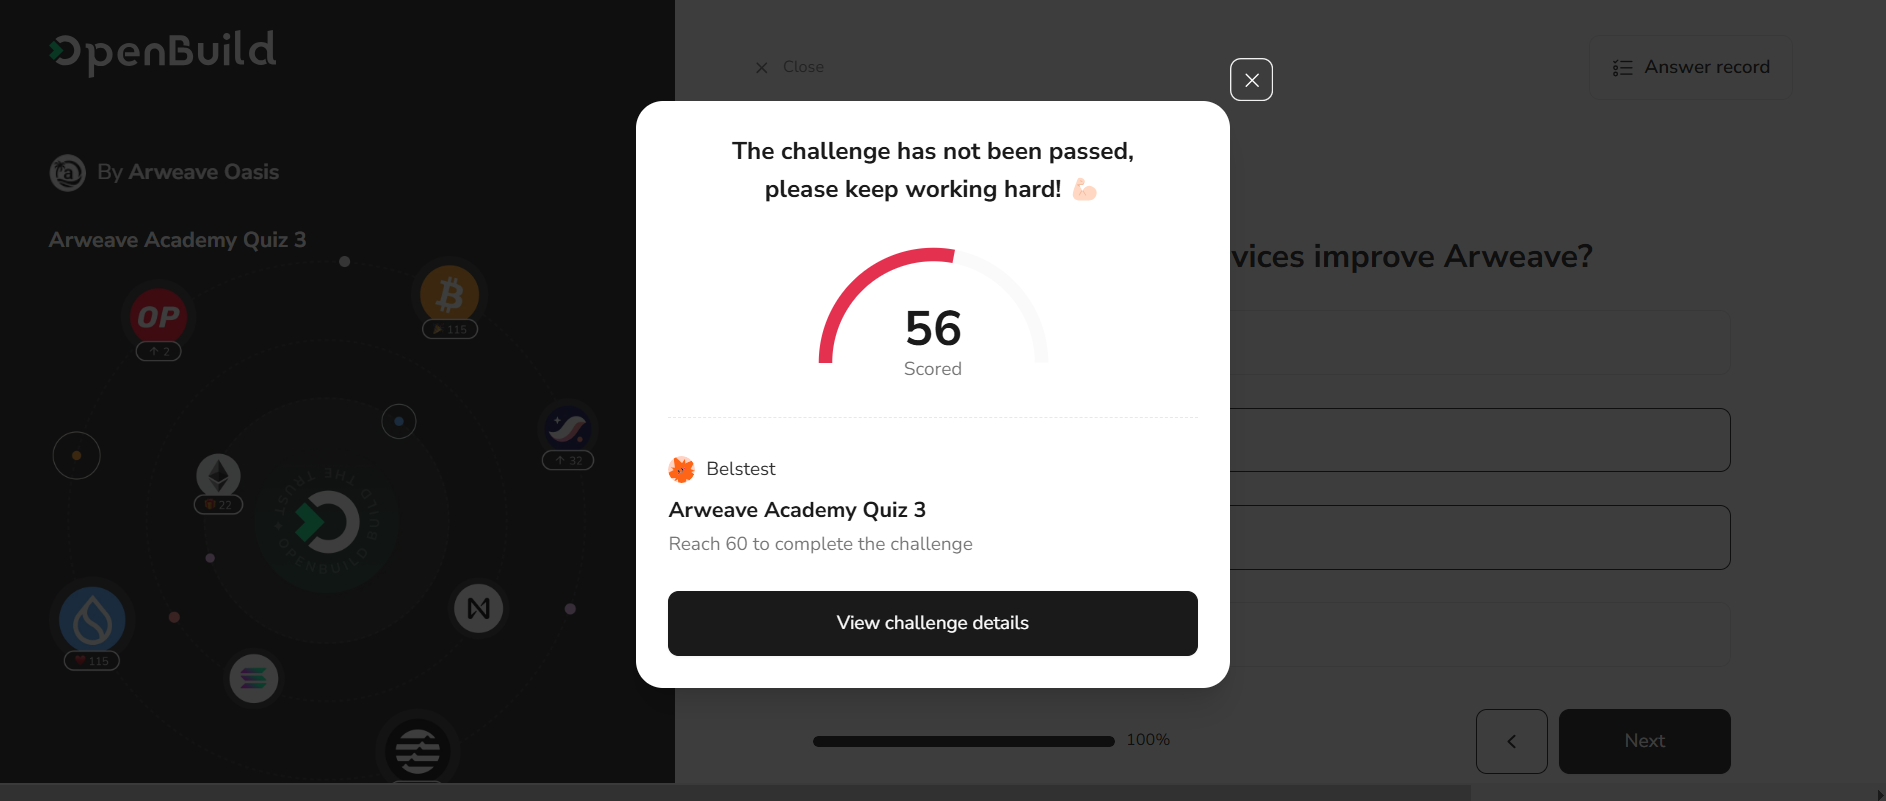 OpenBuild
By Arweave Oasis
Arweave Academy Quiz 3
OP
2
115
32
22
BUILD THE TRUST
OPENBUILD
115
Close
Answer record
vices improve Arweave?
The challenge has not been passed,
please keep working hard! 💪🏻
56
Scored
Belstest
Arweave Academy Quiz 3
Reach 60 to complete the challenge
View challenge details
100%
Next